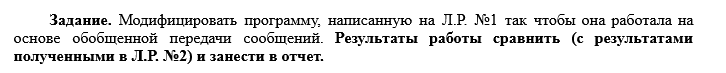 Задание. Модифицировать программу, написанную на Л.Р. №1 так чтобы она работала на
основе обобщенной передачи сообщений. Результаты работы сравнить (с результатами
полученными в Л.Р. №2) и занести в отчет.